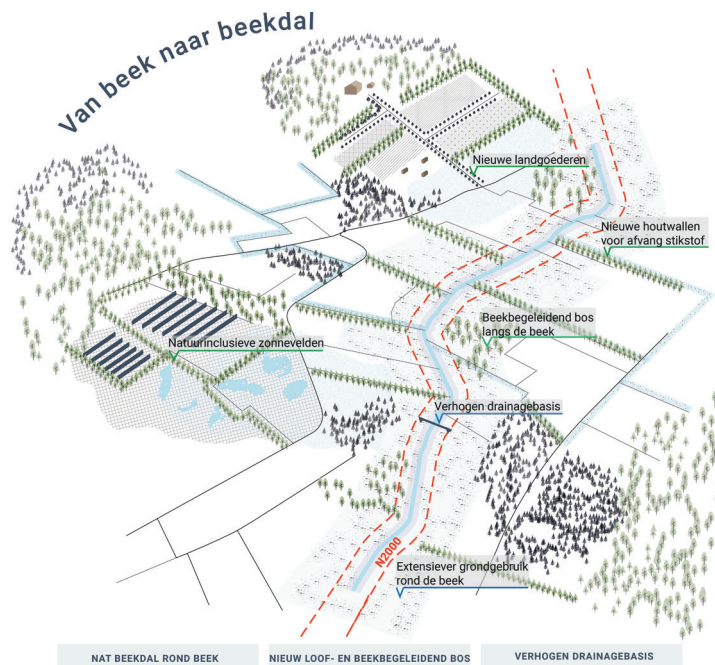 Van beek naar beekdal
Nieuwe landgoederen
Nieuwe houtwallen
voor afvang stikstof
Beekbegeleidend bos
langs de beek
Natuurinclusieve zonnevelden
Verhogen drainagebasis
N2000
Extensiever grondgebruik
rond de beek
NAT BEEKDAL ROND BEEK
NIEUW LOOF- EN BEEKBEGELEIDEND BOS
VERHOGEN DRAINAGEBASIS